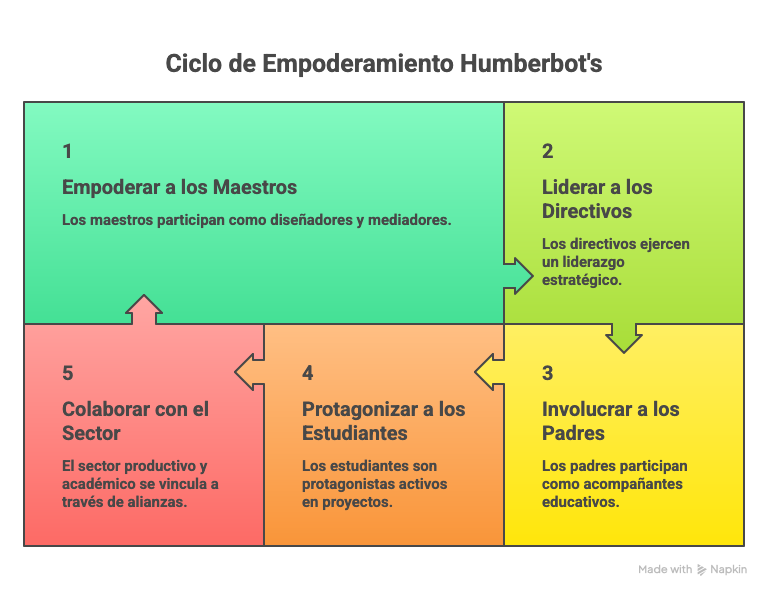 Ciclo de Empoderamiento Humberbot's
1
Empoderar a los Maestros
Los maestros participan como diseñadores y mediadores.
2
Liderar a los
Directivos
Los directivos ejercen
un liderazgo
estratégico.
3
Involucrar a los
Padres
Los padres participan
como acompañantes
educativos.
4
Protagonizar a los
Estudiantes
Los estudiantes son
protagonistas activos
en proyectos.
5
Colaborar con el
Sector
El sector productivo y
académico se vincula a
través de alianzas.
Made with Napkin